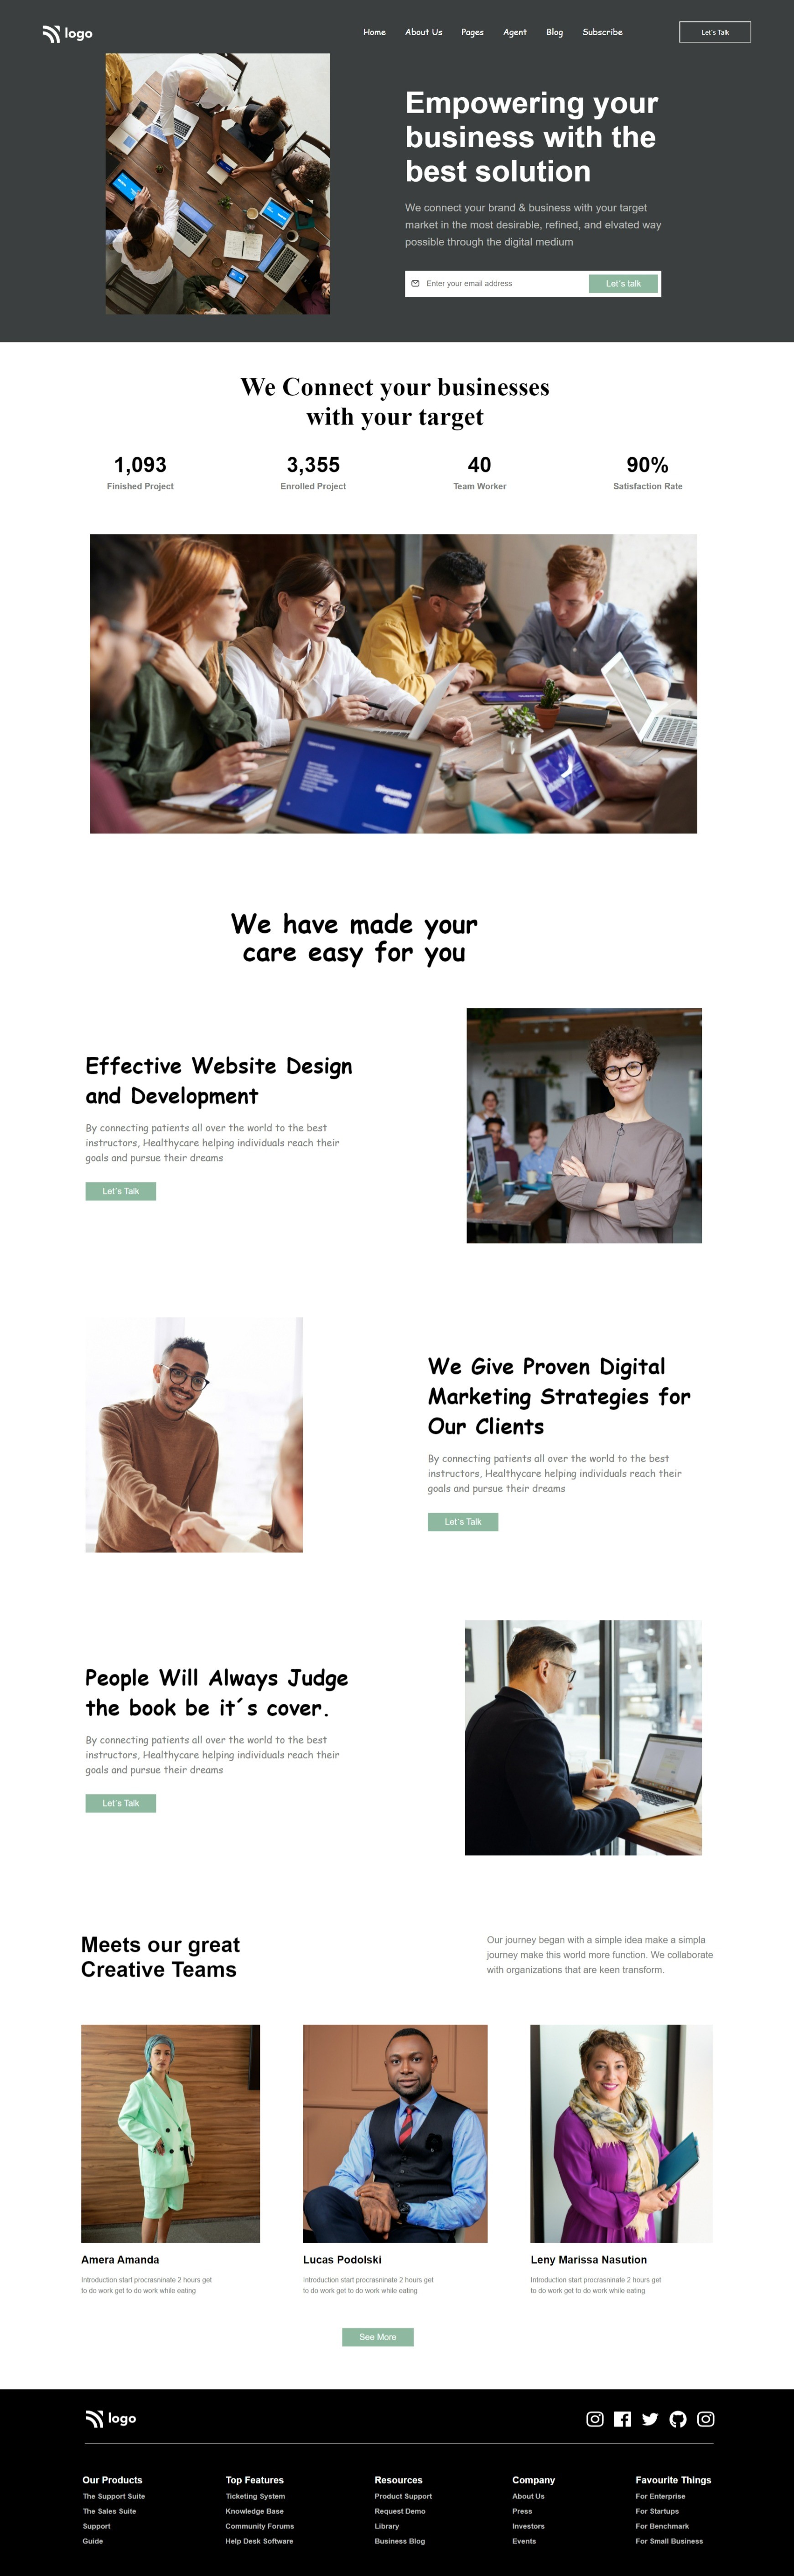 logo
Home About Us Pages Agent Blog Subscribe Let´s Talk
Empowering your
business with the
best solution
We connect your brand & business with your target
market in the most desirable, refined, and elvated way
possible through the digital medium
Enter your email address Let´s talk
We Connect your businesses
with your target
1,093 3,355 40 90%
Finished Project Enrolled Project Team Worker Satisfaction Rate
We have made your
care easy for you
Effective Website Design
and Development
By connecting patients all over the world to the best
instructors, Healthycare helping individuals reach their
goals and pursue their dreams
Let´s Talk
We Give Proven Digital
Marketing Strategies for
Our Clients
By connecting patients all over the world to the best
instructors, Healthycare helping individuals reach their
goals and pursue their dreams
Let´s Talk
People Will Always Judge
the book be it´s cover.
By connecting patients all over the world to the best
instructors, Healthycare helping individuals reach their
goals and pursue their dreams
Let´s Talk
Meets our great
Creative Teams
Our journey began with a simple idea make a simpla
journey make this world more function. We collaborate
with organizations that are keen transform.
Amera Amanda
Introduction start procrasninate 2 hours get
to do work get to do work while eating
Lucas Podolski
Introduction start procrasninate 2 hours get
to do work get to do work while eating
Leny Marissa Nasution
Introduction start procrasninate 2 hours get
to do work get to do work while eating
See More
logo
Our Products
The Support Suite
The Sales Suite
Support
Guide
Top Features
Ticketing System
Knowledge Base
Community Forums
Help Desk Software
Resources
Product Support
Request Demo
Library
Business Blog
Company
About Us
Press
Investors
Events
Favourite Things
For Enterprise
For Startups
For Benchmark
For Small Business